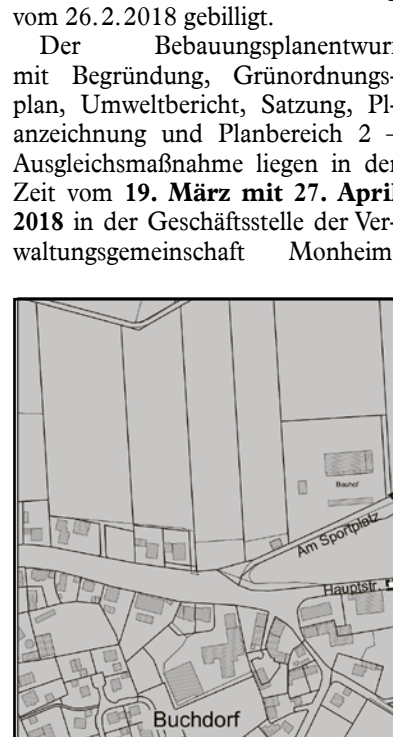 vom 26.2.2018 gebilligt.
Der Bebauungsplanentwurf
mit Begründung, Grünordnungs-
plan, Umweltbericht, Satzung, Pl-
anzeichnung und Planbereich 2 –
Ausgleichsmaßnahme liegen in der
Zeit vom 19. März mit 27. April
2018 in der Geschäftsstelle der Ver-
waltungsgemeinschaft Monheim,
Bauhof
Am Sportplatz
Hauptstr.
Buchdorf